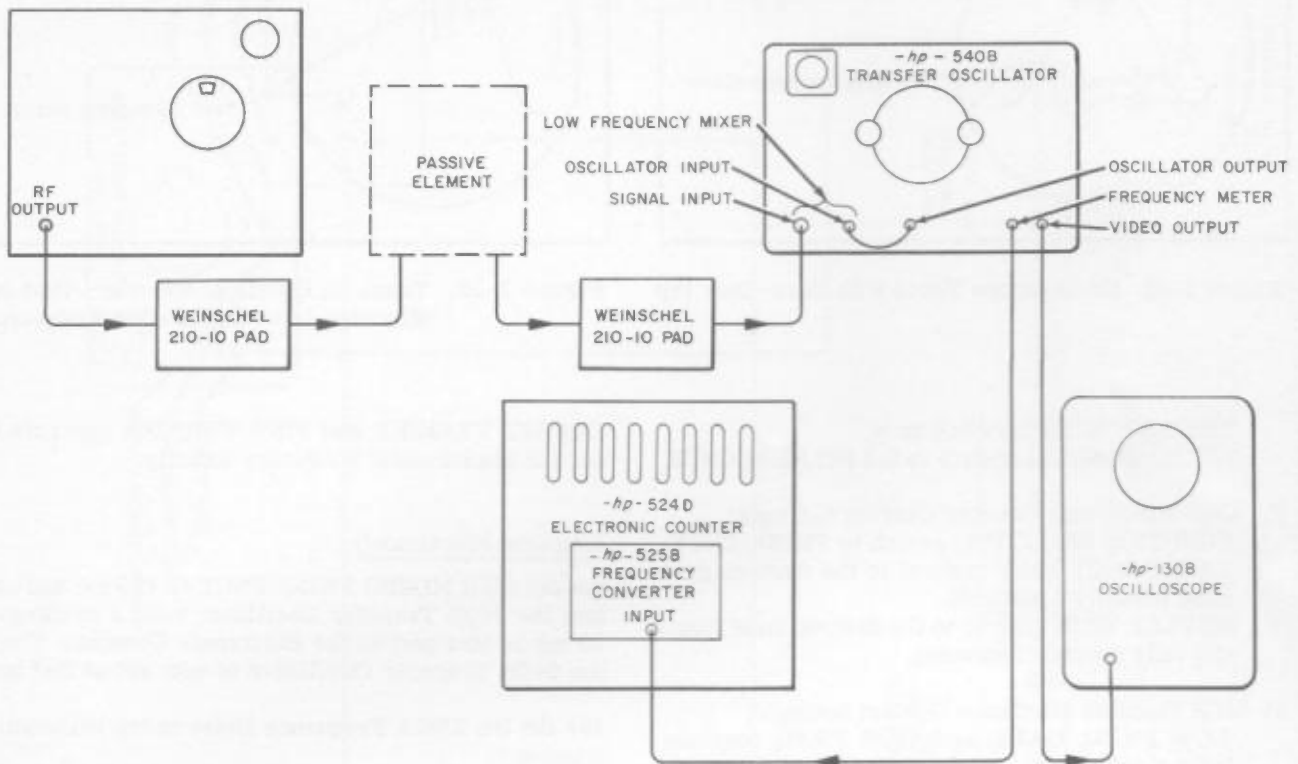 -hp- 540B
TRANSFER OSCILLATOR
LOW FREQUENCY MIXER
OSCILLATOR INPUT
SIGNAL INPUT
OSCILLATOR OUTPUT
FREQUENCY METER
VIDEO OUTPUT
RF
OUTPUT
PASSIVE
ELEMENT
WEINSCHEL
210-10 PAD
WEINSCHEL
210-10 PAD
-hp- 524D
ELECTRONIC COUNTER
-hp- 525B
FREQUENCY
CONVERTER
INPUT
-hp- 130B
OSCILLOSCOPE